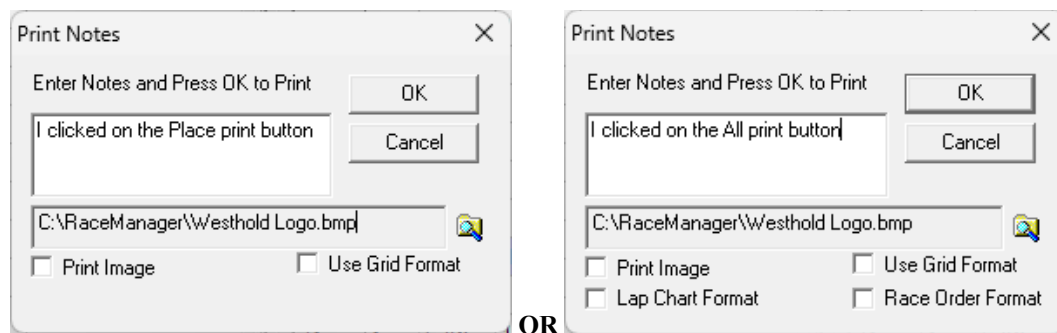 Print Notes
Enter Notes and Press OK to Print
OK
I clicked on the Place print button
Cancel
C:\RaceManager\Westhold Logo.bmp
Print Image
Use Grid Format
OR
Print Notes
Enter Notes and Press OK to Print
OK
I clicked on the All print button
Cancel
C:\RaceManager\Westhold Logo.bmp
Print Image
Use Grid Format
Lap Chart Format
Race Order Format